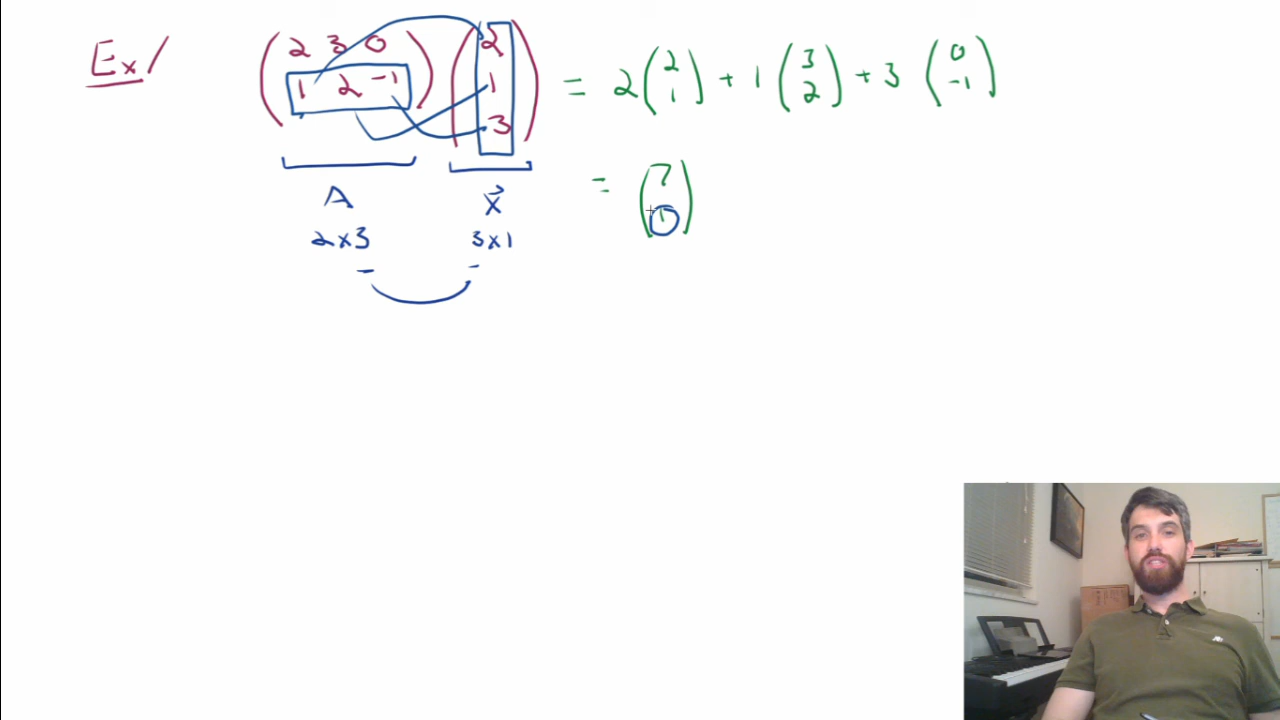 Ex/
( 2 3 0 ) ( 2 ) = 2 ( 2 ) + 1 ( 3 ) + 3 ( 0 )
( 1 2 -1 ) ( 1 ) ( 1 ) ( 2 ) ( -1 )
( 3 )
= ( 7 )
( 1 )
A x⃗
2x3 3x1